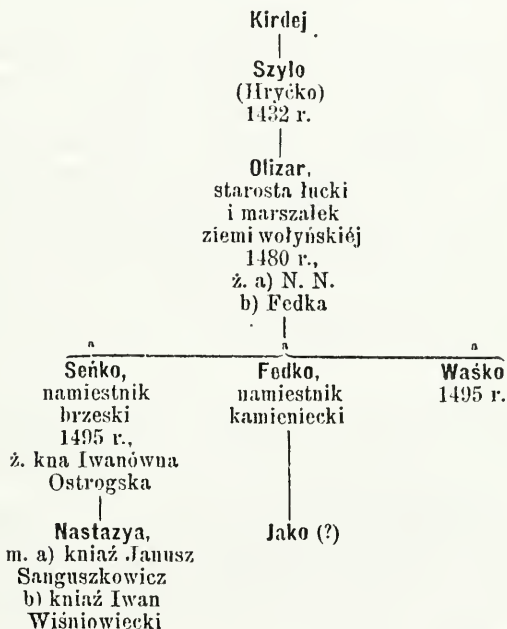 Kirdej
Szyło
(Hryćko)
1432 r.
Olizar,
starosta łucki
i marszałek
ziemi wołyńskiéj
1480 r.,
ż. a) N. N.
b) Fedka
a a a
Seńko,
namiestnik
brzeski
1495 r.,
ż. kna Iwanówna
Ostrogska
Fedko,
namiestnik
kamieniecki
Waśko
1495 r.
Nastazya,
m. a) kniaź Janusz
Sanguszkowicz
b) kniaź Iwan
Wiśniowiecki
Jako (?)